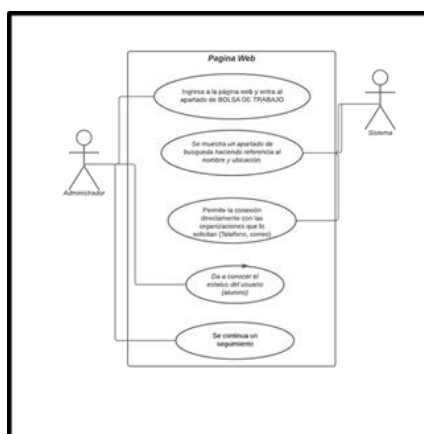 Pagina Web
Ingresa a la página web y entra al
apartado de BOLSA DE TRABAJO
Se muestra un apartado de
busqueda haciendo referencia al
nombre y ubicación.
Sistema
Administrador
Permite la conexión
directamente con las
organizaciones que lo
solicitan (Telefono, correo)
Da a conocer el
estatus del usuario
(alumno)
Se continua un
seguimiento